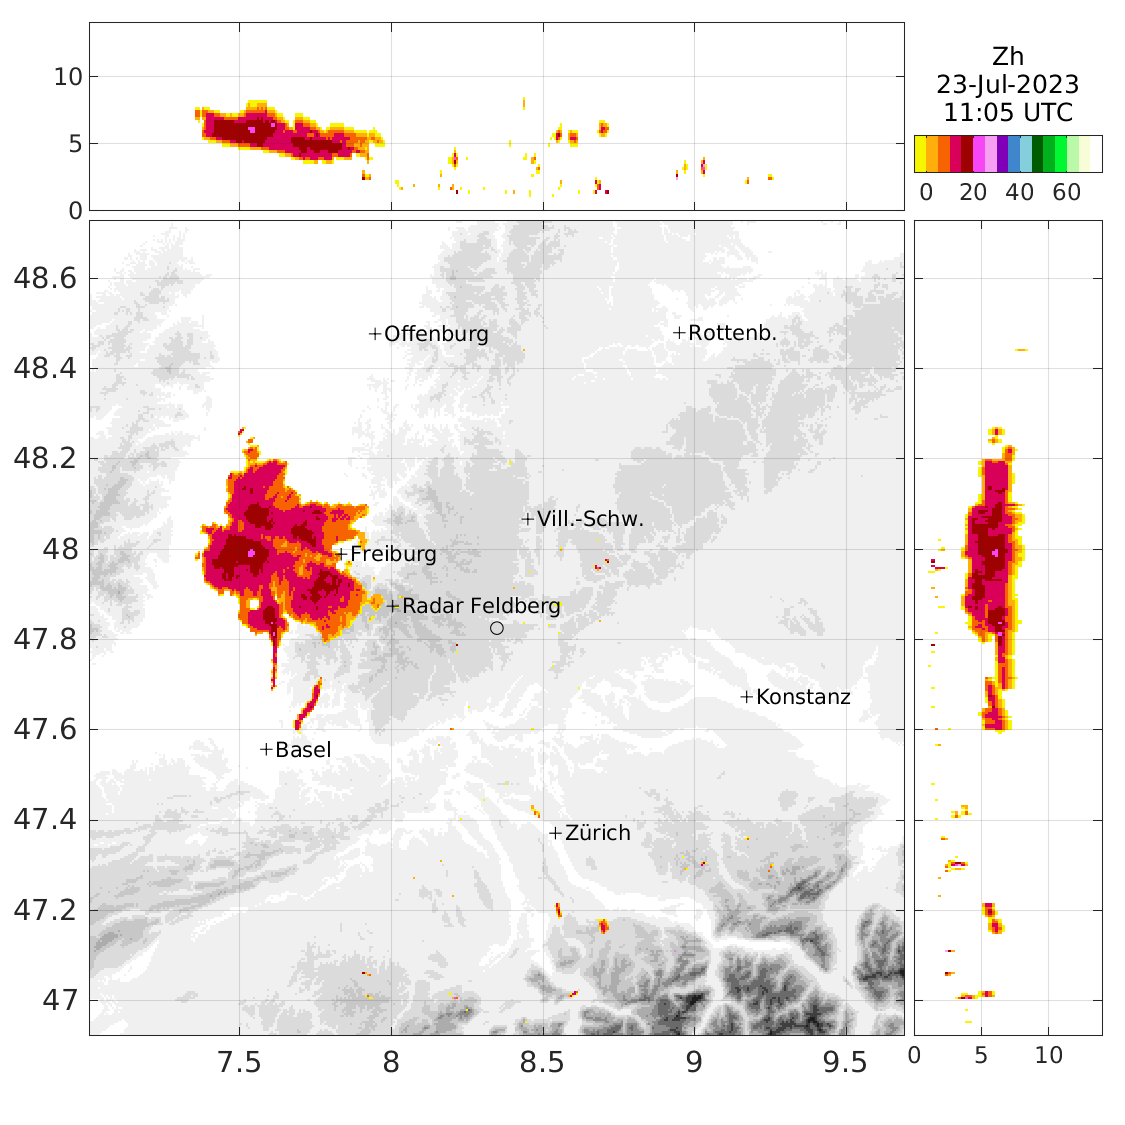 Zh
23-Jul-2023
11:05 UTC
0 20 40 60
10
5
0
48.6
48.4
48.2
48
47.8
47.6
47.4
47.2
47
+Offenburg
+Rottenb.
+Vill.-Schw.
+Freiburg
+Radar Feldberg
+Konstanz
+Basel
+Zürich
7.5 8 8.5 9 9.5
0 5 10